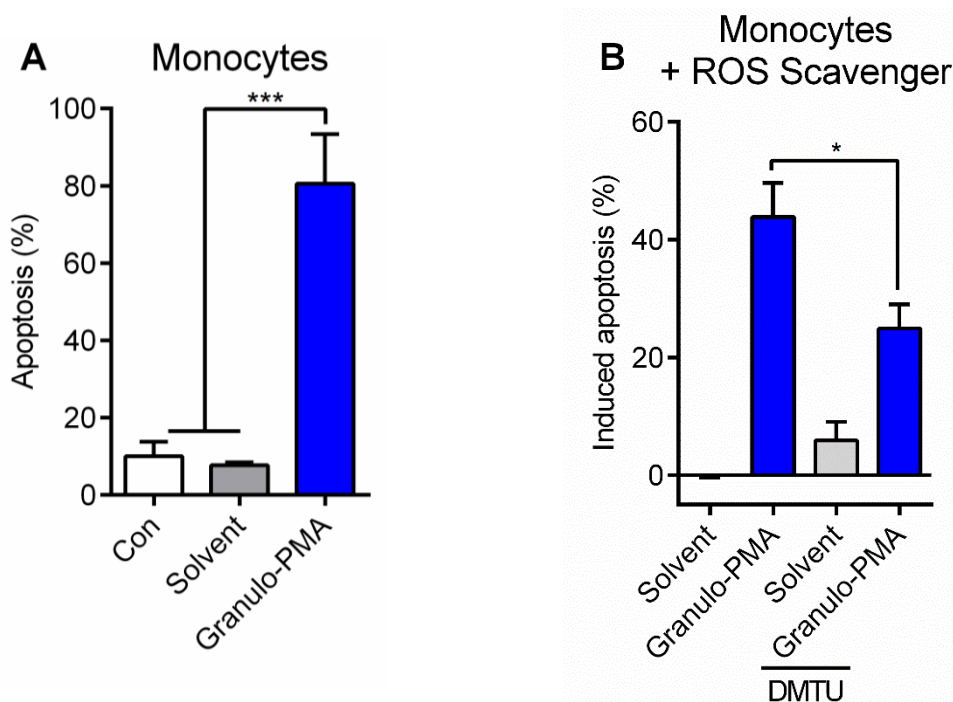 A
Monocytes
***
Apoptosis (%)
100
80
60
40
20
0
Con
Solvent
Granulo-PMA
B
Monocytes
+ ROS Scavenger
*
Induced apoptosis (%)
60
40
20
0
Solvent
Granulo-PMA
Solvent
Granulo-PMA
DMTU